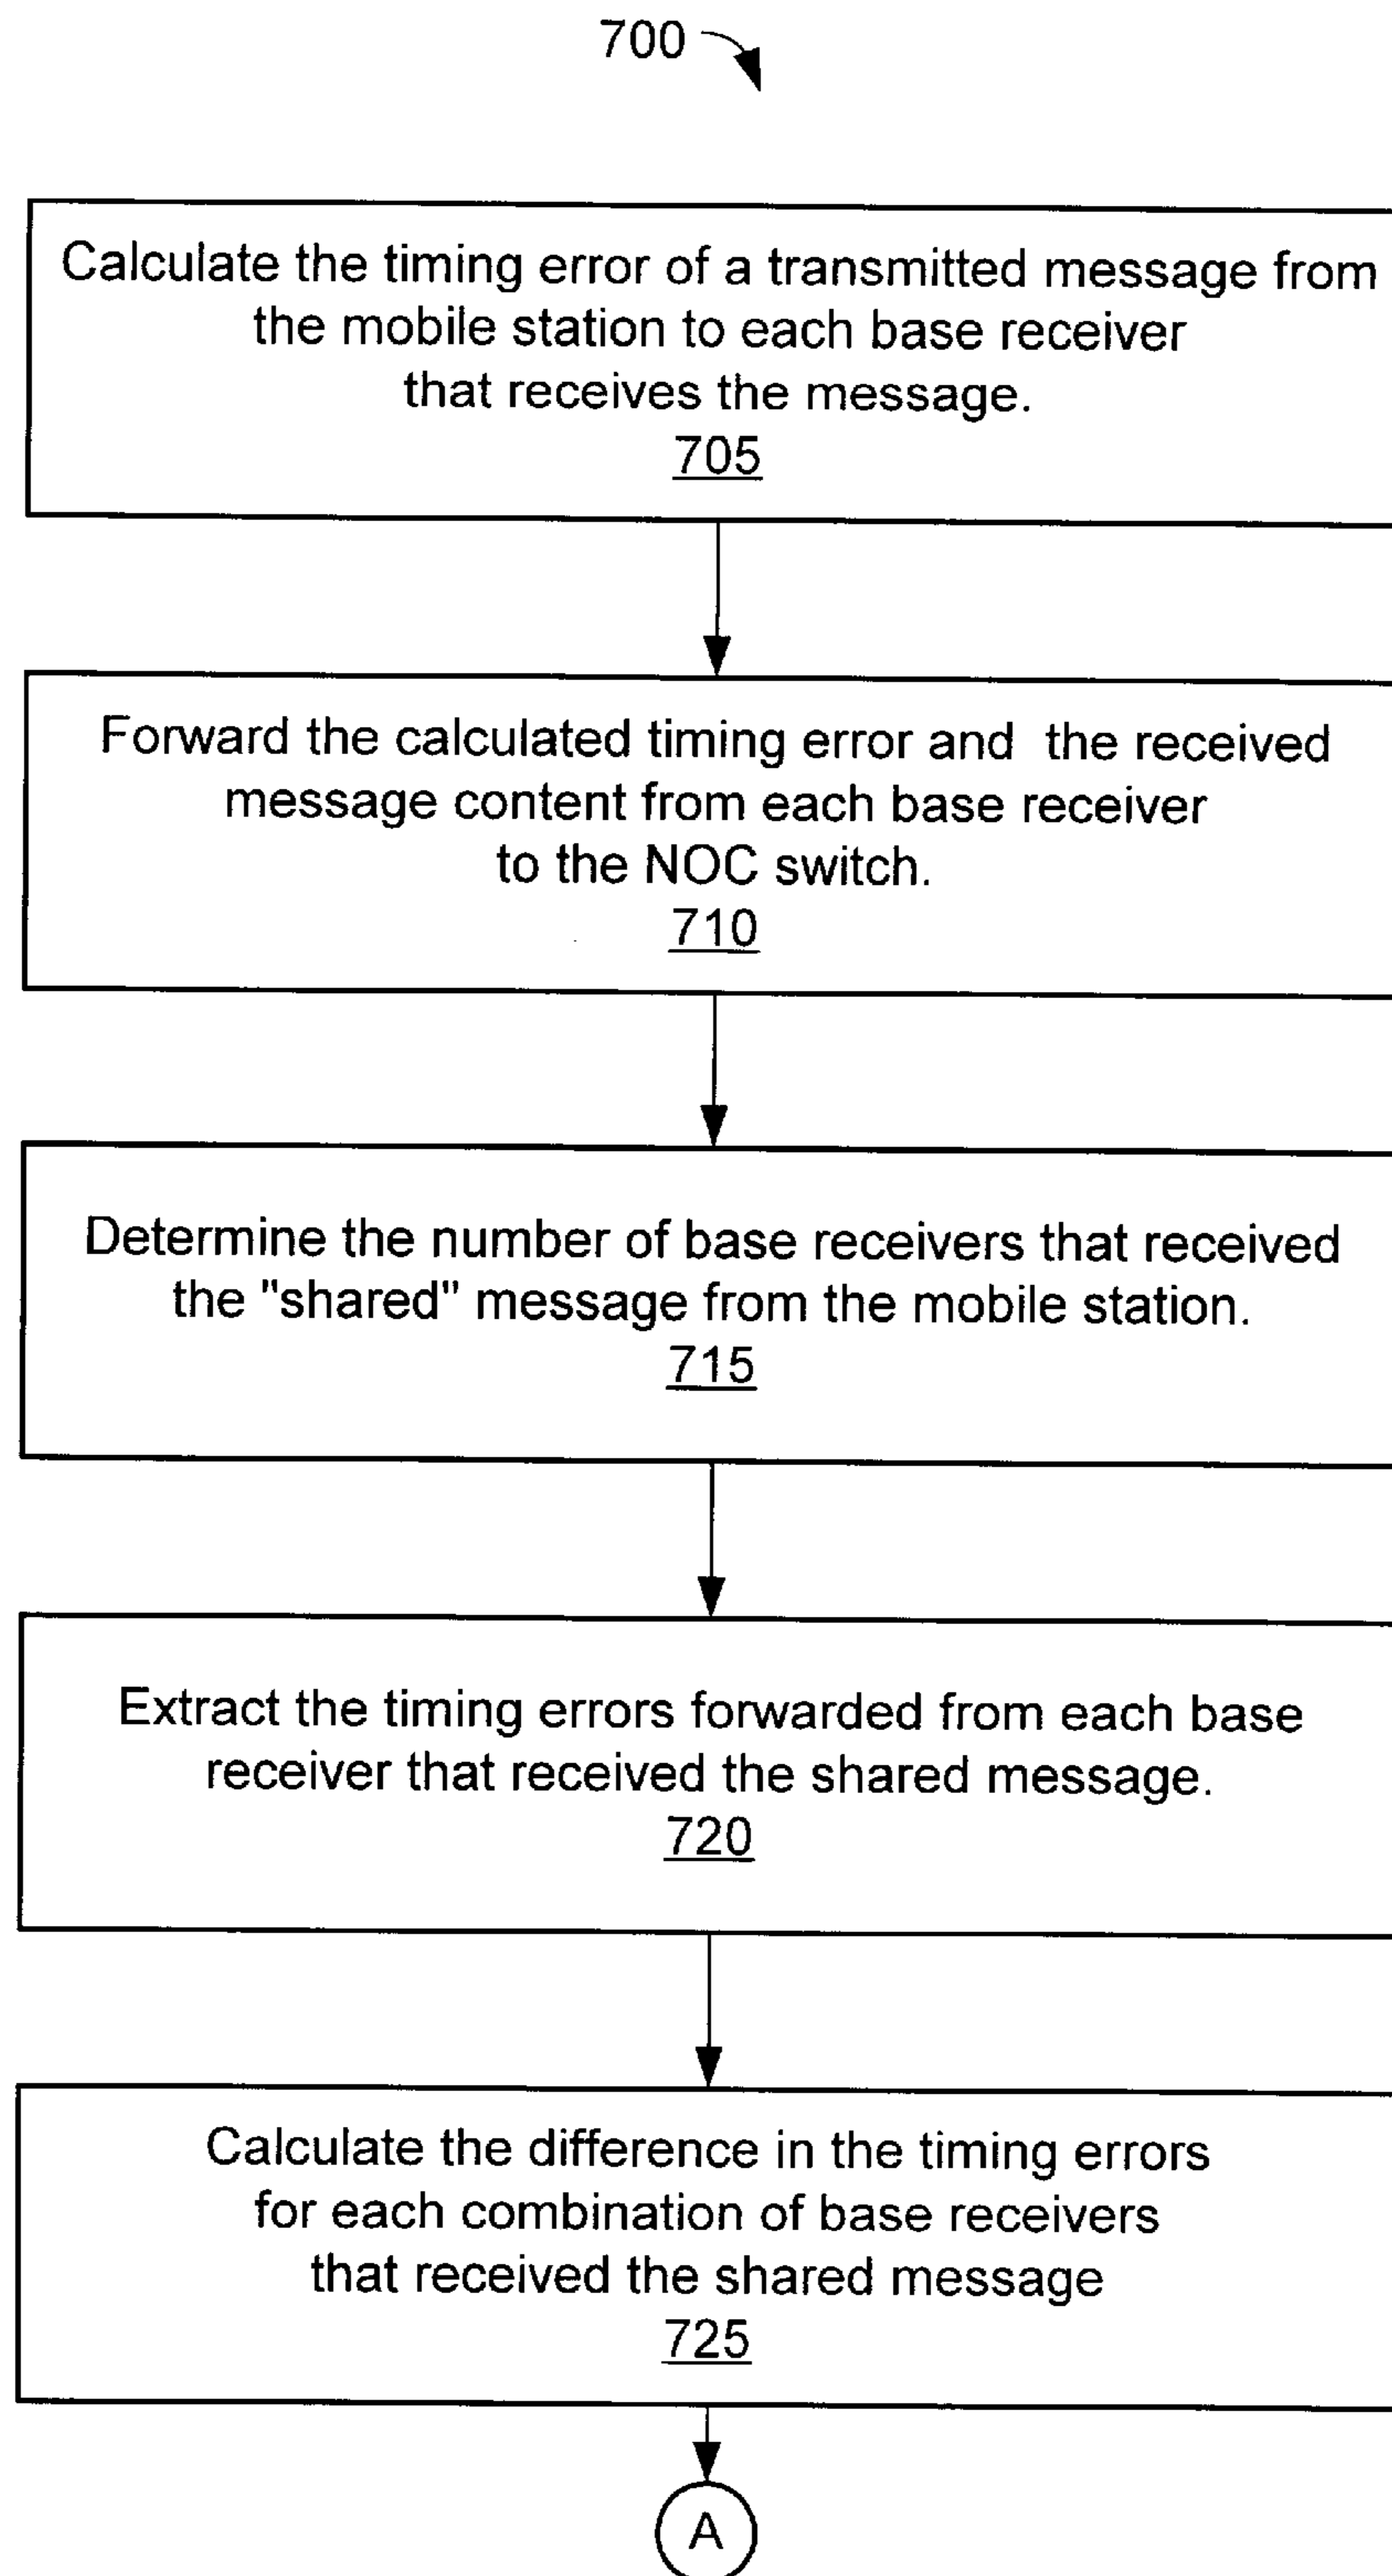 700
Calculate the timing error of a transmitted message from
the mobile station to each base receiver
that receives the message.
705
Forward the calculated timing error and the received
message content from each base receiver
to the NOC switch.
710
Determine the number of base receivers that received
the "shared" message from the mobile station.
715
Extract the timing errors forwarded from each base
receiver that received the shared message.
720
Calculate the difference in the timing errors
for each combination of base receivers
that received the shared message
725
A